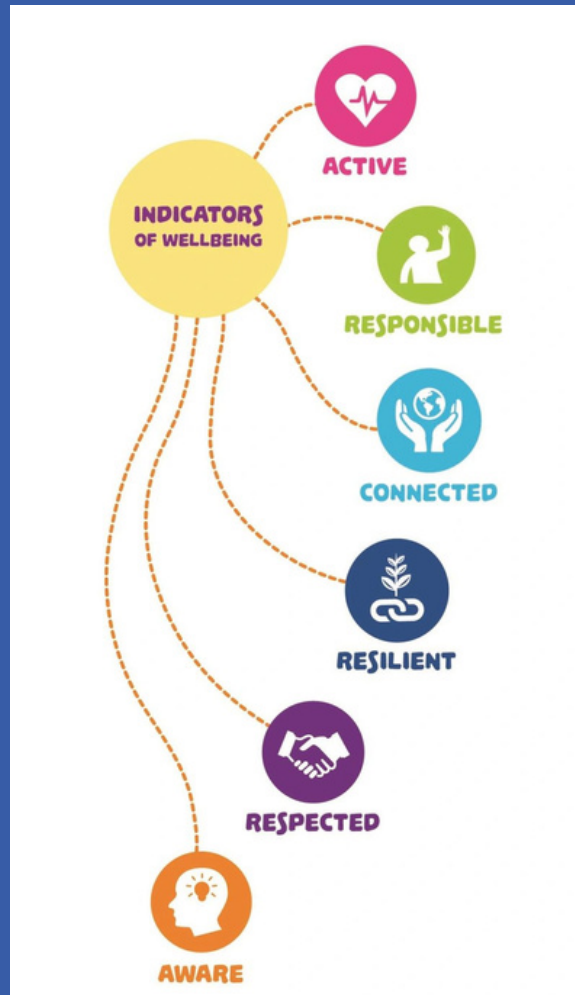 ACTIVE
INDICATORS
OF WELLBEING
RESPONSIBLE
CONNECTED
RESILIENT
RESPECTED
AWARE